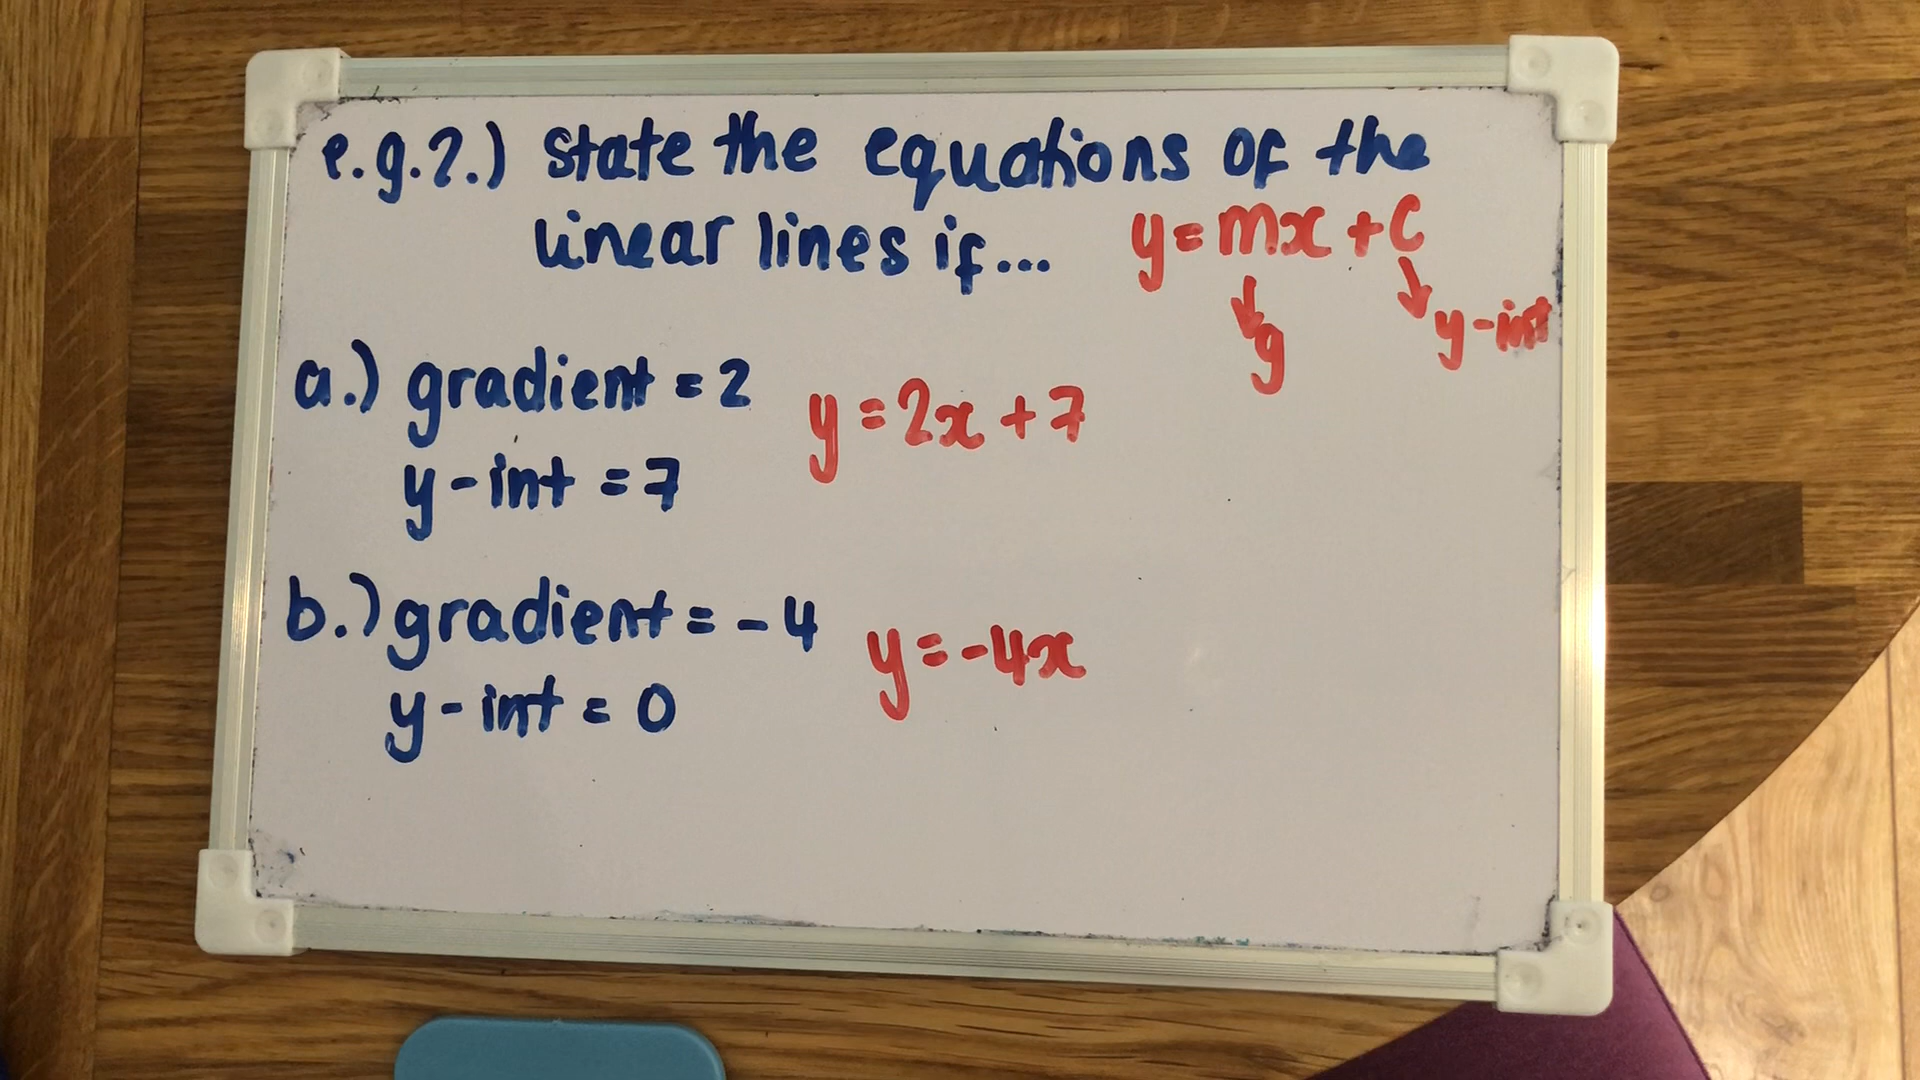 e.g.2.) state the equations of the
linear lines if...
y = mx + c
g
y-int
a.) gradient = 2
y = 2x + 7
y-int = 7
b.) gradient = -4
y = -4x
y-int = 0